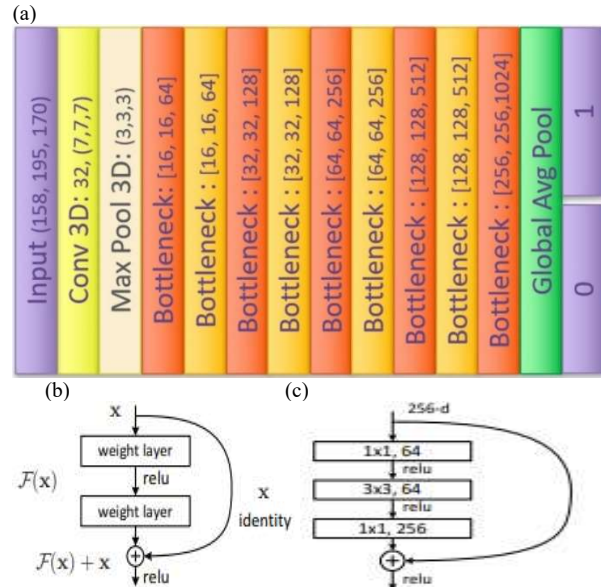 (a)
Input (158, 195, 170)
Conv 3D: 32, (7,7,7)
Max Pool 3D: (3,3,3)
Bottleneck: [16, 16, 64]
Bottleneck : [16, 16, 64]
Bottleneck : [32, 32, 128]
Bottleneck : [32, 32, 128]
Bottleneck : [64, 64, 256]
Bottleneck : [64, 64, 256]
Bottleneck : [128, 128, 512]
Bottleneck : [128, 128, 512]
Bottleneck : [256, 256,1024]
Global Avg Pool
1
0
(b)
x
weight layer
relu
F(x)
weight layer
x
identity
F(x) + x
+
relu
(c)
256-d
1x1, 64
relu
3x3, 64
relu
1x1, 256
+
relu